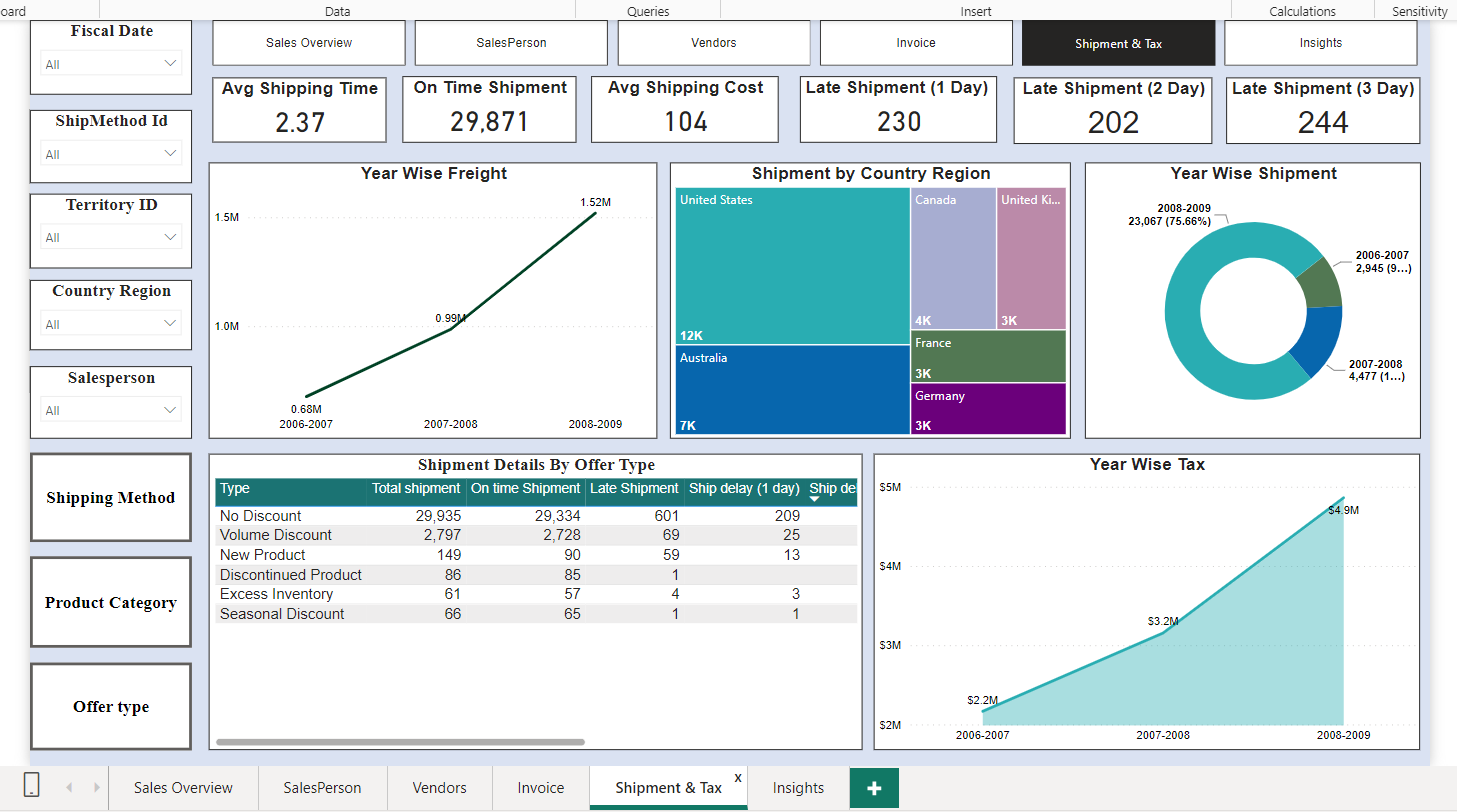 oard
Data
Queries
Insert
Calculations
Sensitivity
Fiscal Date
All
ShipMethod Id
All
Territory ID
All
Country Region
All
Salesperson
All
Shipping Method
Product Category
Offer type
Sales Overview
SalesPerson
Vendors
Invoice
Shipment & Tax
Insights
Avg Shipping Time
2.37
On Time Shipment
29,871
Avg Shipping Cost
104
Late Shipment (1 Day)
230
Late Shipment (2 Day)
202
Late Shipment (3 Day)
244
Year Wise Freight
1.5M
1.0M
0.68M
0.99M
1.52M
2006-2007
2007-2008
2008-2009
Shipment by Country Region
United States
12K
Australia
7K
Canada
4K
United Ki...
3K
France
3K
Germany
3K
Year Wise Shipment
2008-2009
23,067 (75.66%)
2006-2007
2,945 (9...)
2007-2008
4,477 (1...)
Shipment Details By Offer Type
Type Total shipment On time Shipment Late Shipment Ship delay (1 day) Ship de
No Discount 29,935 29,334 601 209
Volume Discount 2,797 2,728 69 25
New Product 149 90 59 13
Discontinued Product 86 85 1
Excess Inventory 61 57 4 3
Seasonal Discount 66 65 1 1
Year Wise Tax
$5M
$4M
$3M
$2M
$2.2M
$3.2M
$4.9M
2006-2007
2007-2008
2008-2009
Sales Overview
SalesPerson
Vendors
Invoice
Shipment & Tax
x
Insights
+